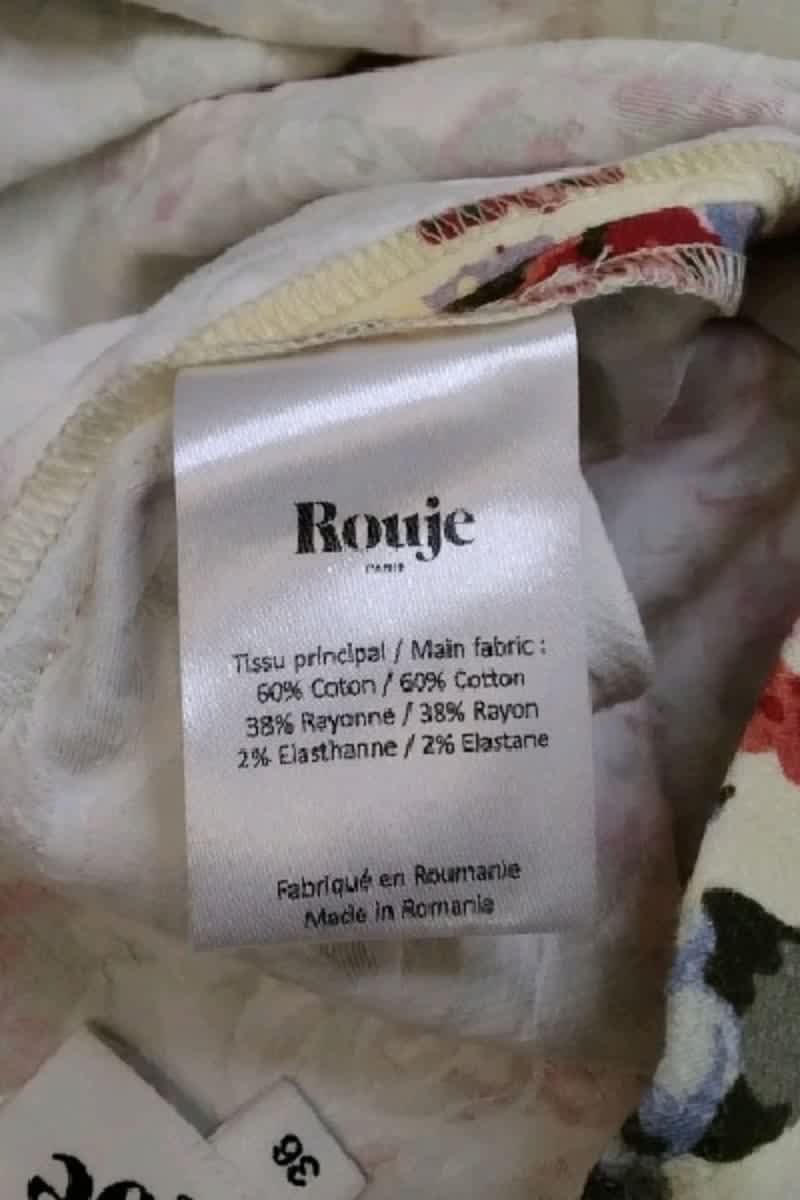 Rouje
PARIS
Tissu principal / Main fabric :
60% Coton / 60% Cotton
38% Rayonne / 38% Rayon
2% Elasthanne / 2% Elastane
Fabriqué en Roumanie
Made in Romania
36